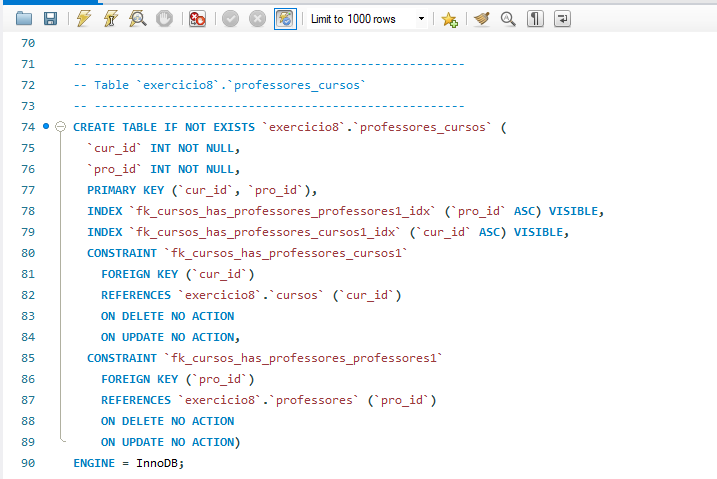 Limit to 1000 rows
70
71 -- -----------------------------------------------------
72 -- Table `exercicio8`.`professores_cursos`
73 -- -----------------------------------------------------
74 CREATE TABLE IF NOT EXISTS `exercicio8`.`professores_cursos` (
75 `cur_id` INT NOT NULL,
76 `pro_id` INT NOT NULL,
77 PRIMARY KEY (`cur_id`, `pro_id`),
78 INDEX `fk_cursos_has_professores_professores1_idx` (`pro_id` ASC) VISIBLE,
79 INDEX `fk_cursos_has_professores_cursos1_idx` (`cur_id` ASC) VISIBLE,
80 CONSTRAINT `fk_cursos_has_professores_cursos1`
81 FOREIGN KEY (`cur_id`)
82 REFERENCES `exercicio8`.`cursos` (`cur_id`)
83 ON DELETE NO ACTION
84 ON UPDATE NO ACTION,
85 CONSTRAINT `fk_cursos_has_professores_professores1`
86 FOREIGN KEY (`pro_id`)
87 REFERENCES `exercicio8`.`professores` (`pro_id`)
88 ON DELETE NO ACTION
89 ON UPDATE NO ACTION)
90 ENGINE = InnoDB;